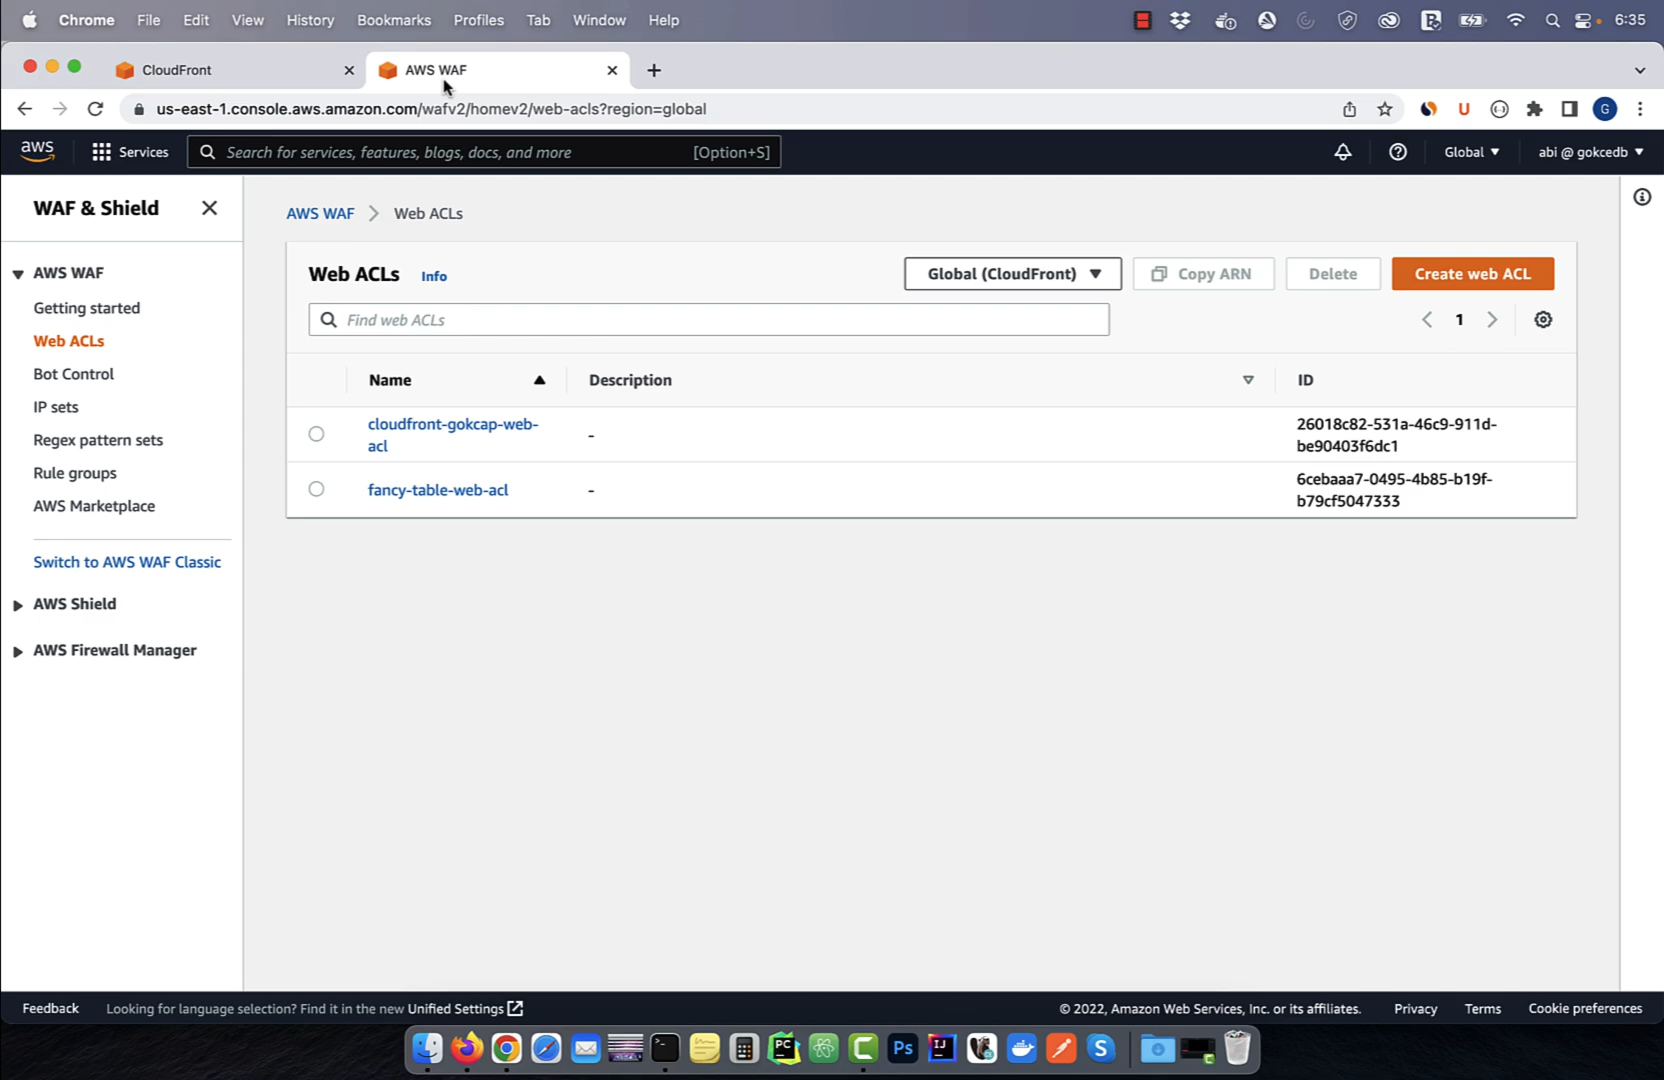 Chrome File Edit View History Bookmarks Profiles Tab Window Help 6:35
CloudFront AWS WAF
us-east-1.console.aws.amazon.com/wafv2/homev2/web-acls?region=global U G
aws Services Search for services, features, blogs, docs, and more [Option+S] Global abi @ gokcedb
WAF & Shield
AWS WAF
Getting started
Web ACLs
Bot Control
IP sets
Regex pattern sets
Rule groups
AWS Marketplace
Switch to AWS WAF Classic
AWS Shield
AWS Firewall Manager
AWS WAF > Web ACLs
Web ACLs Info Global (CloudFront) Copy ARN Delete Create web ACL
Find web ACLs 1
Name Description ID
cloudfront-gokcap-web-
acl
-
26018c82-531a-46c9-911d-
be90403f6dc1
fancy-table-web-acl
-
6cebaaa7-0495-4b85-b19f-
b79cf5047333
Feedback Looking for language selection? Find it in the new Unified Settings © 2022, Amazon Web Services, Inc. or its affiliates. Privacy Terms Cookie preferences
PC C Ps IJ S